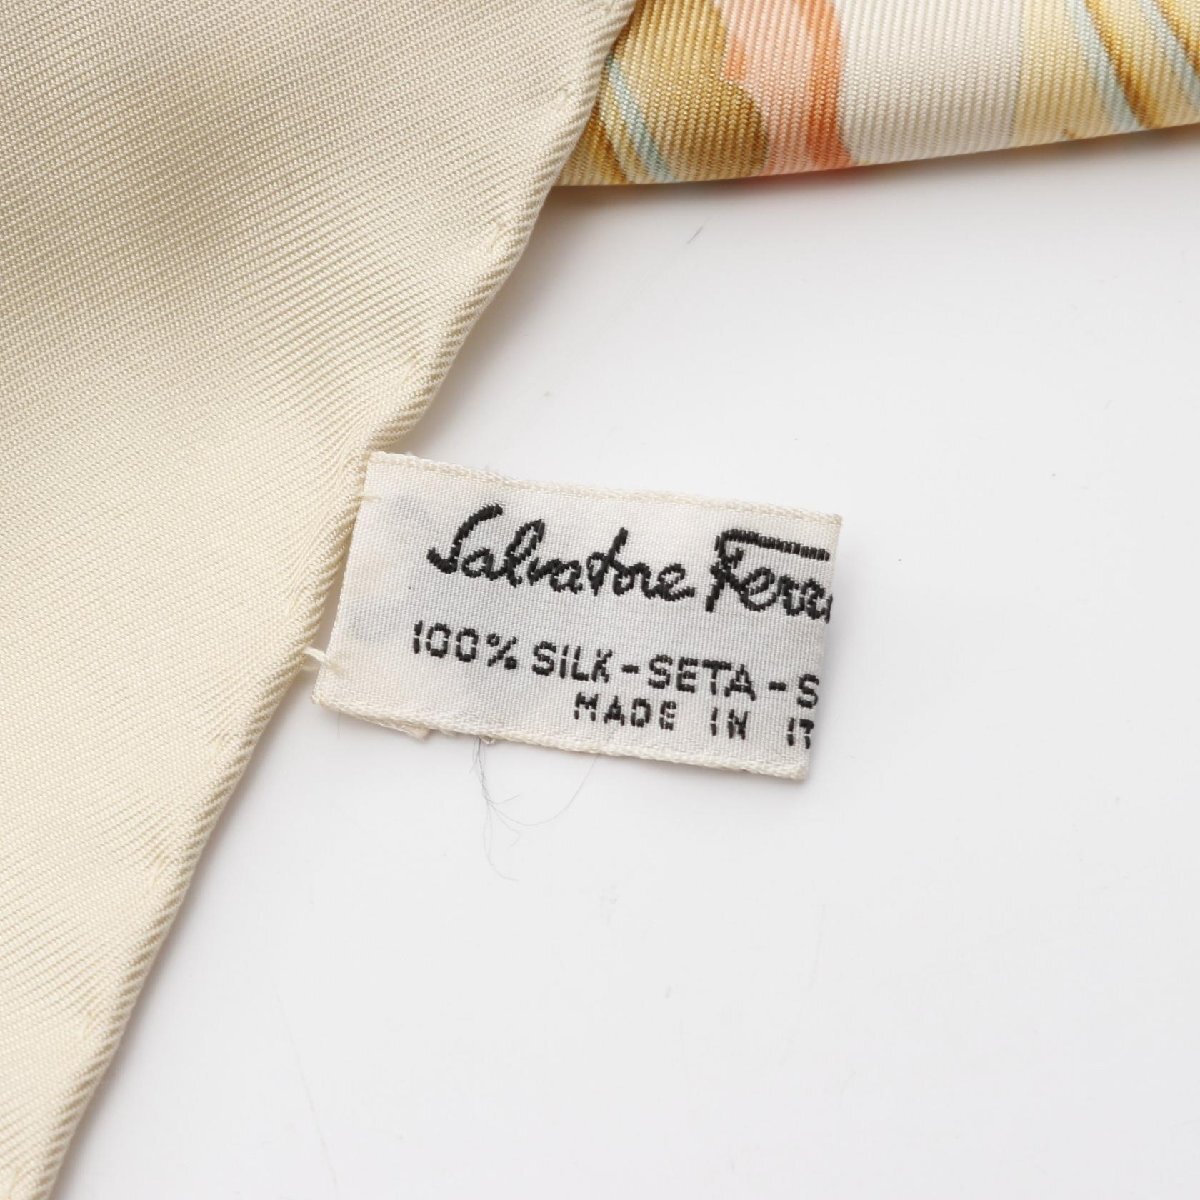 Salvatore Ferra
100% SILK - SETA - S
MADE IN IT